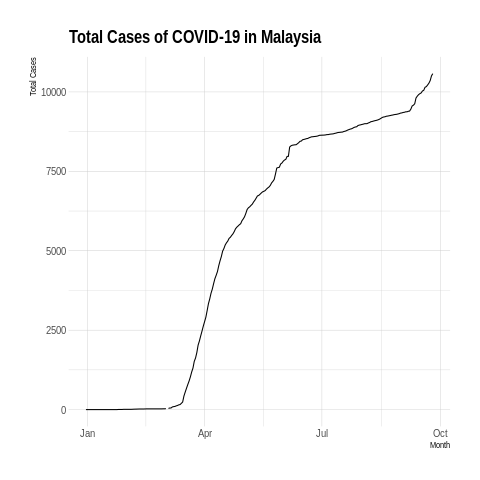 Total Cases of COVID-19 in Malaysia
Total Cases
10000
7500
5000
2500
0
Jan Apr Jul Oct
Month